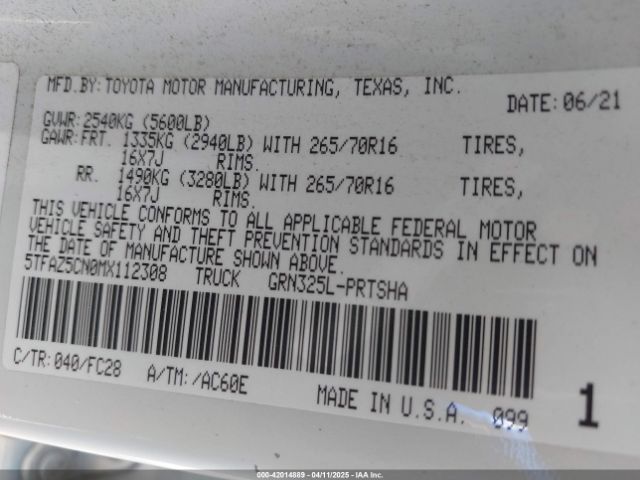 MFD.BY: TOYOTA MOTOR MANUFACTURING, TEXAS, INC.
DATE: 06/21
GVWR: 2540KG (5600LB)
GAWR: FRT. 1335KG (2940LB) WITH 265/70R16 TIRES,
16X7J RIMS.
RR. 1490KG (3280LB) WITH 265/70R16 TIRES,
16X7J RIMS.
THIS VEHICLE CONFORMS TO ALL APPLICABLE FEDERAL MOTOR
VEHICLE SAFETY AND THEFT PREVENTION STANDARDS IN EFFECT ON
THE DATE OF MANUFACTURE SHOWN ABOVE.
5TFAZ5CN0MX112308 TRUCK GRN325L-PRTSHA
C/TR: 040/FC28 A/TM: /AC60E MADE IN U.S.A. 099 1
000-42014889 - 04/11/2025 - IAAI.COM